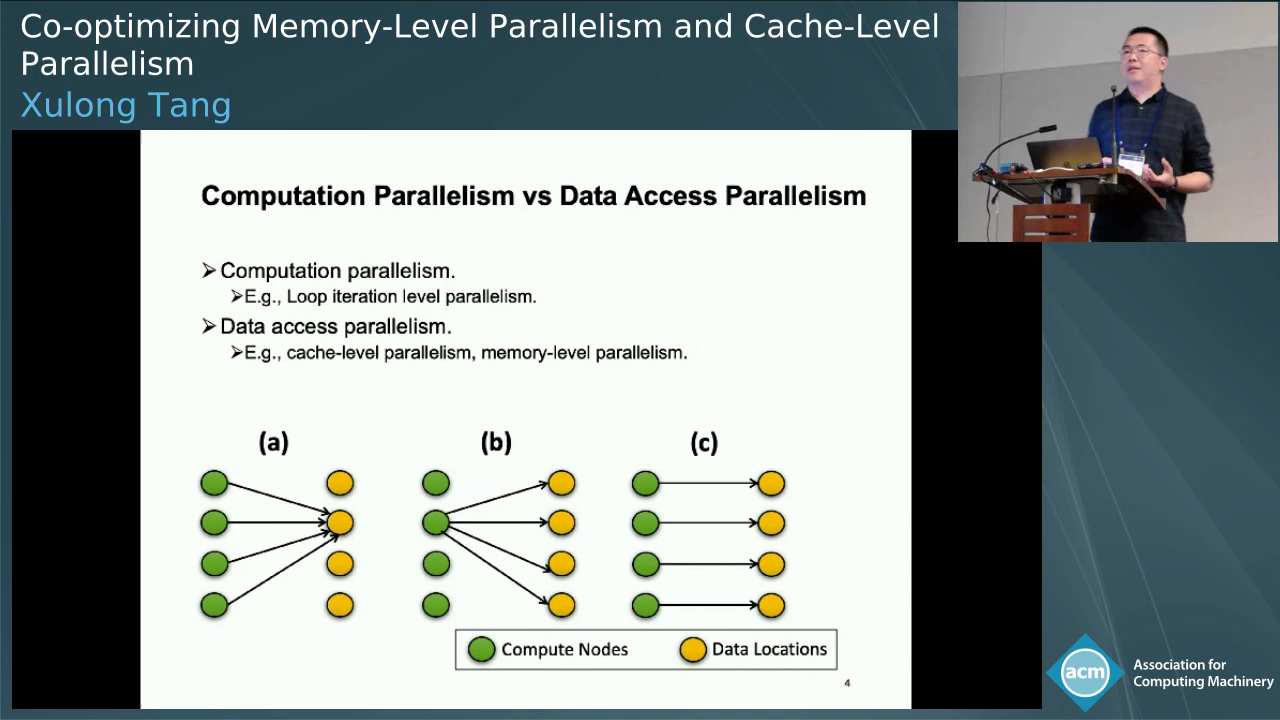 Co-optimizing Memory-Level Parallelism and Cache-Level
Parallelism
Xulong Tang
Computation Parallelism vs Data Access Parallelism
➢Computation parallelism.
➢E.g., Loop iteration level parallelism.
➢Data access parallelism.
➢E.g., cache-level parallelism, memory-level parallelism.
(a) (b) (c)
Compute Nodes Data Locations
4
acm
Association for
Computing Machinery